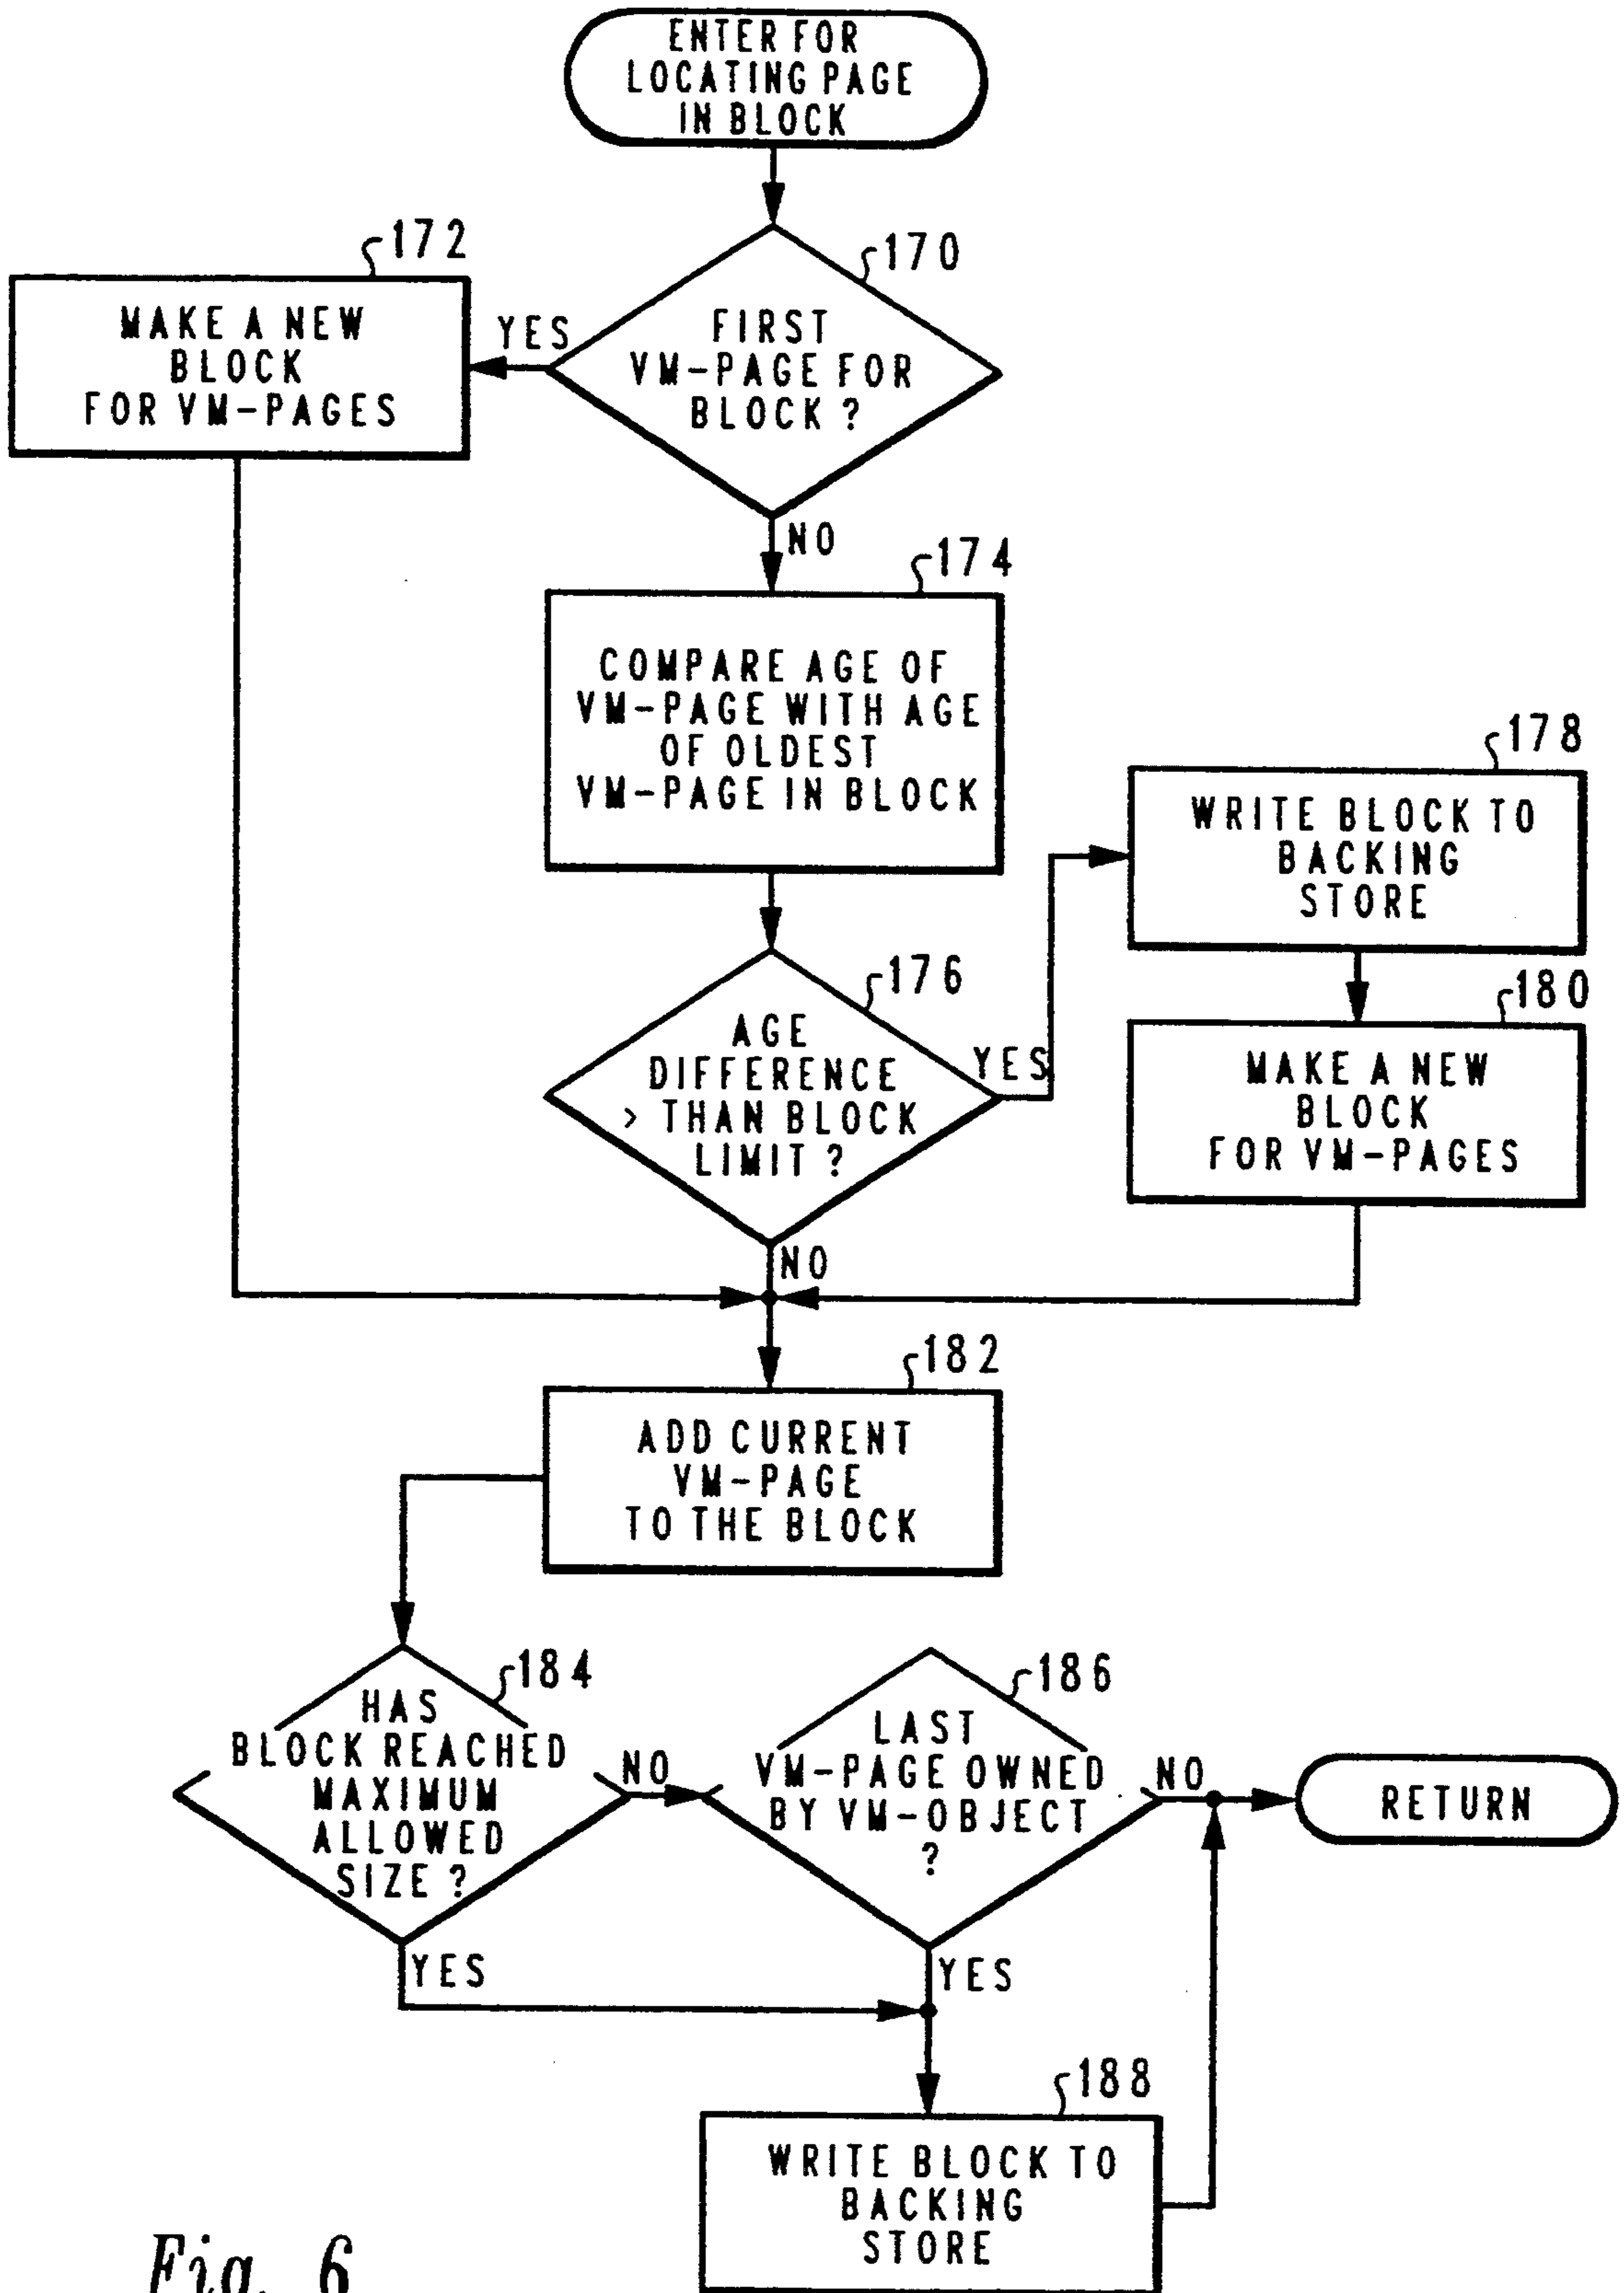 ENTER FOR
LOCATING PAGE
IN BLOCK
172
170
MAKE A NEW
BLOCK
FOR VM-PAGES
YES
FIRST
VM-PAGE FOR
BLOCK ?
NO
174
COMPARE AGE OF
VM-PAGE WITH AGE
OF OLDEST
VM-PAGE IN BLOCK
178
WRITE BLOCK TO
BACKING
STORE
176
AGE
DIFFERENCE
> THAN BLOCK
LIMIT ?
YES
180
MAKE A NEW
BLOCK
FOR VM-PAGES
NO
182
ADD CURRENT
VM-PAGE
TO THE BLOCK
184
HAS
BLOCK REACHED
MAXIMUM
ALLOWED
SIZE ?
NO
186
LAST
VM-PAGE OWNED
BY VM-OBJECT
?
NO
RETURN
YES
YES
188
WRITE BLOCK TO
BACKING
STORE
Fig. 6